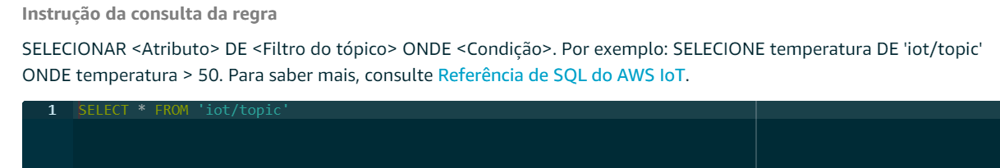 Instrução da consulta da regra
SELECIONAR <Atributo> DE <Filtro do tópico> ONDE <Condição>. Por exemplo: SELECIONE temperatura DE 'iot/topic'
ONDE temperatura > 50. Para saber mais, consulte Referência de SQL do AWS IoT.
1 SELECT * FROM 'iot/topic'